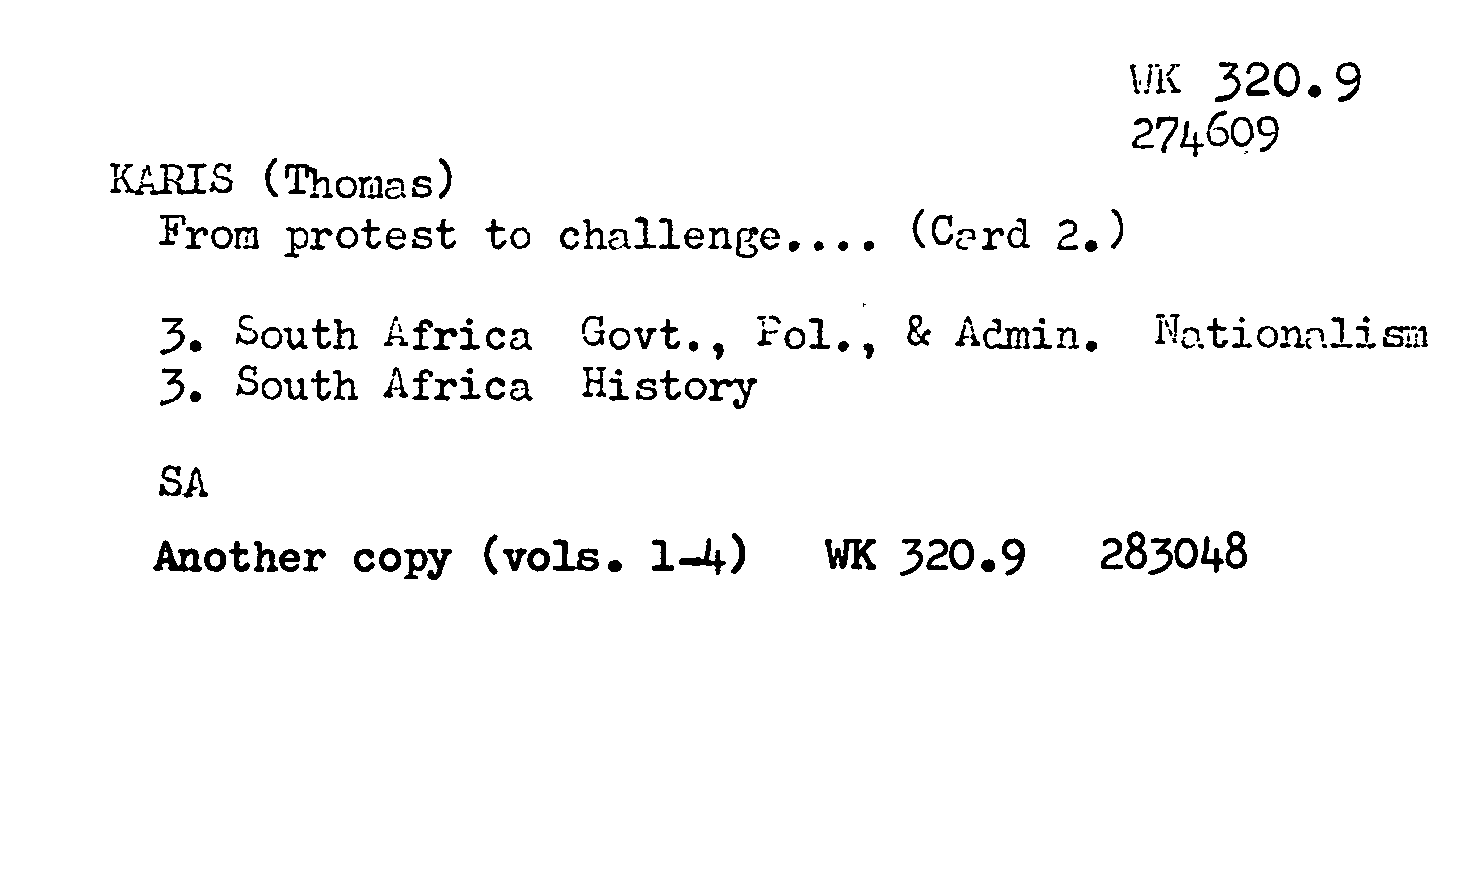 WK 320.9
274609
KARIS (Thomas)
From protest to challenge.... (Card 2.)
3. South Africa Govt., Pol., & Admin. Nationalism
3. South Africa History
SA
Another copy (vols. 1-4) WK 320.9 283048